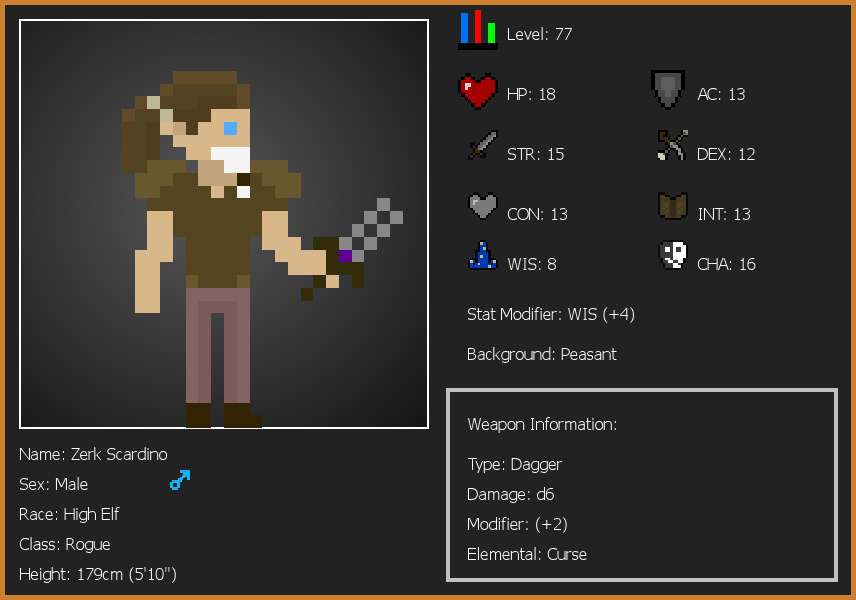 Level: 77
HP: 18
AC: 13
STR: 15
DEX: 12
CON: 13
INT: 13
WIS: 8
CHA: 16
Stat Modifier: WIS (+4)
Background: Peasant
Weapon Information:
Type: Dagger
Damage: d6
Modifier: (+2)
Elemental: Curse
Name: Zerk Scardino
Sex: Male
Race: High Elf
Class: Rogue
Height: 179cm (5'10")